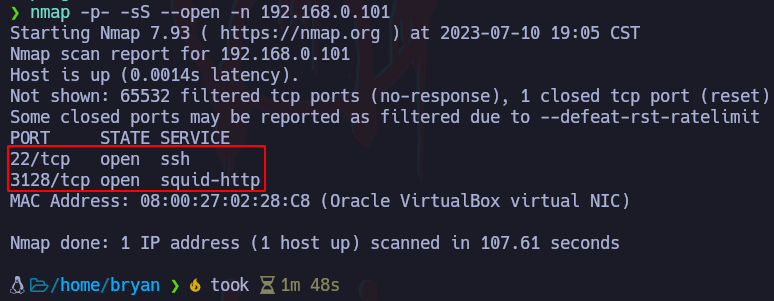 ❯ nmap -p- -sS --open -n 192.168.0.101
Starting Nmap 7.93 ( https://nmap.org ) at 2023-07-10 19:05 CST
Nmap scan report for 192.168.0.101
Host is up (0.0014s latency).
Not shown: 65532 filtered tcp ports (no-response), 1 closed tcp port (reset)
Some closed ports may be reported as filtered due to --defeat-rst-ratelimit
PORT     STATE SERVICE
22/tcp   open  ssh
3128/tcp open  squid-http
MAC Address: 08:00:27:02:28:C8 (Oracle VirtualBox virtual NIC)
Nmap done: 1 IP address (1 host up) scanned in 107.61 seconds
/home/bryan ❯ took 1m 48s